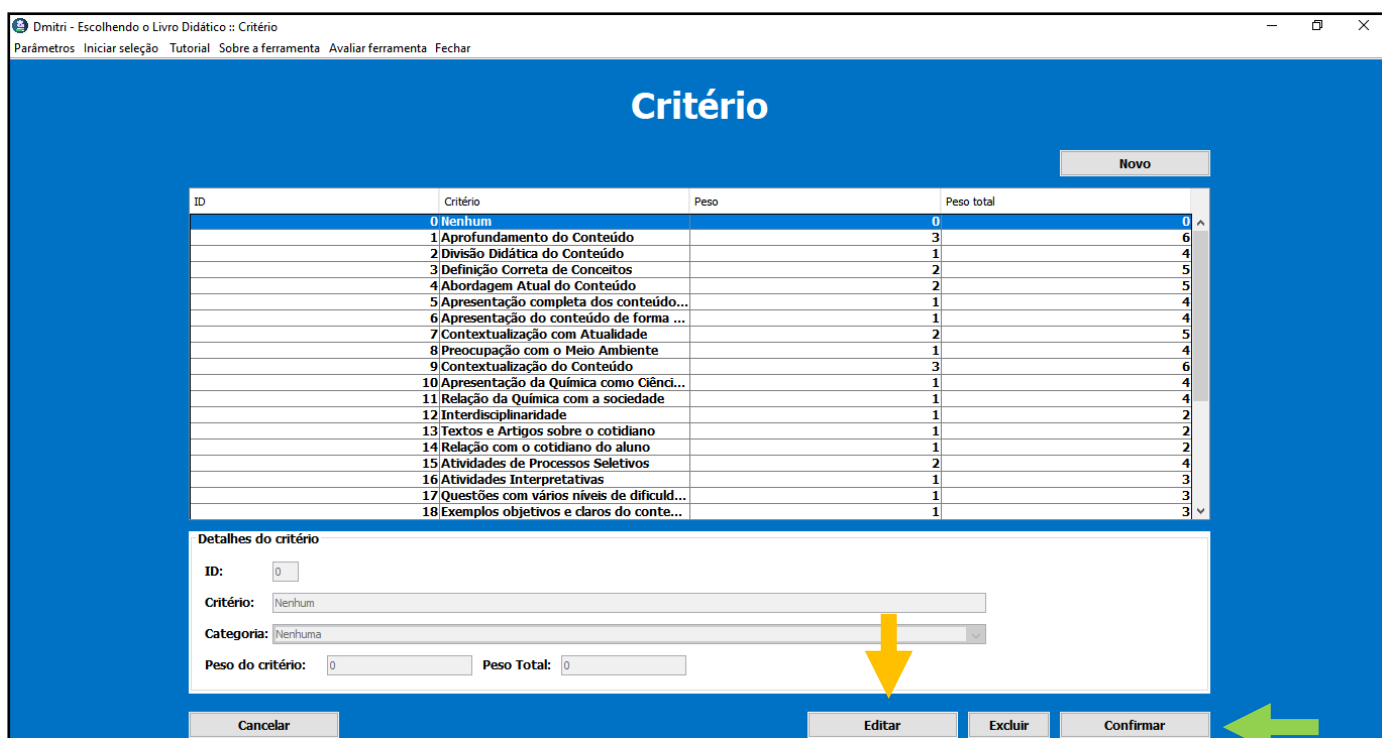 Dmitri - Escolhendo o Livro Didático :: Critério
Parâmetros Iniciar seleção Tutorial Sobre a ferramenta Avaliar ferramenta Fechar
Critério
Novo
ID Critério Peso Peso total
0 Nenhum 0 0
1 Aprofundamento do Conteúdo 3 6
2 Divisão Didática do Conteúdo 1 4
3 Definição Correta de Conceitos 2 5
4 Abordagem Atual do Conteúdo 2 5
5 Apresentação completa dos conteúdo... 1 4
6 Apresentação do conteúdo de forma ... 1 4
7 Contextualização com Atualidade 2 5
8 Preocupação com o Meio Ambiente 1 4
9 Contextualização do Conteúdo 3 6
10 Apresentação da Química como Ciênci... 1 4
11 Relação da Química com a sociedade 1 4
12 Interdisciplinaridade 1 2
13 Textos e Artigos sobre o cotidiano 1 2
14 Relação com o cotidiano do aluno 1 2
15 Atividades de Processos Seletivos 2 4
16 Atividades Interpretativas 1 3
17 Questões com vários níveis de dificuld... 1 3
18 Exemplos objetivos e claros do conte... 1 3
Detalhes do critério
ID: 0
Critério: Nenhum
Categoria: Nenhuma
Peso do critério: 0 Peso Total: 0
Cancelar Editar Excluir Confirmar